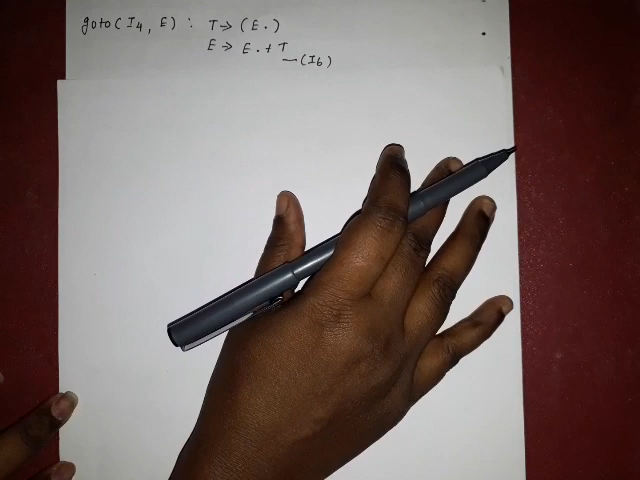 goto(I4, E) : T → (E.)
E → E. + T
—(I6)